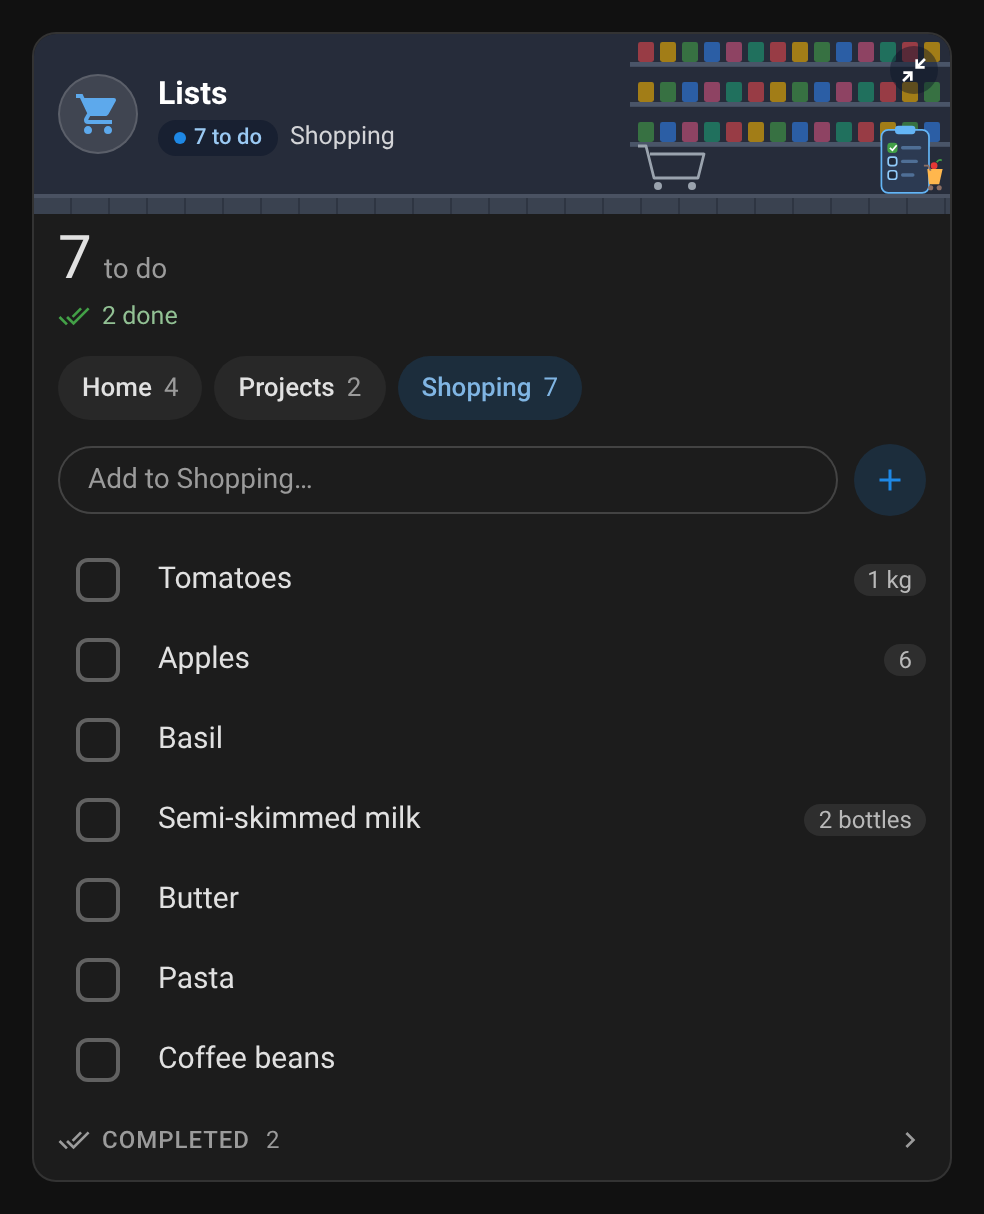 Lists
7 to do Shopping
7 to do
2 done
Home 4 Projects 2 Shopping 7
Add to Shopping...
Tomatoes 1 kg
Apples 6
Basil
Semi-skimmed milk 2 bottles
Butter
Pasta
Coffee beans
COMPLETED 2